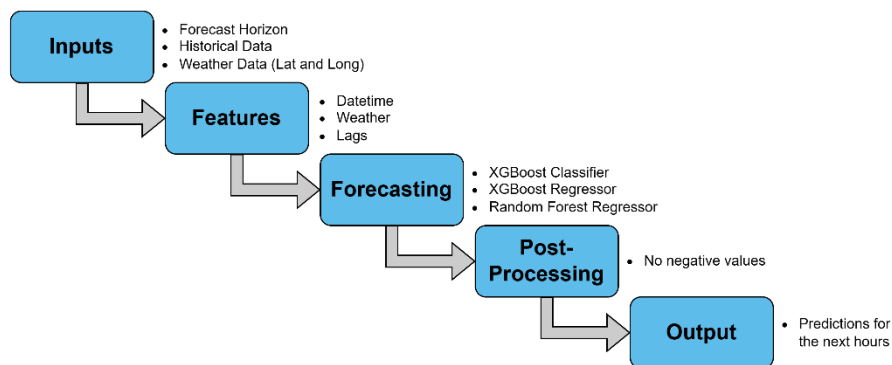 Inputs
• Forecast Horizon
• Historical Data
• Weather Data (Lat and Long)
Features
• Datetime
• Weather
• Lags
Forecasting
• XGBoost Classifier
• XGBoost Regressor
• Random Forest Regressor
Post-
Processing
• No negative values
Output
• Predictions for
the next hours